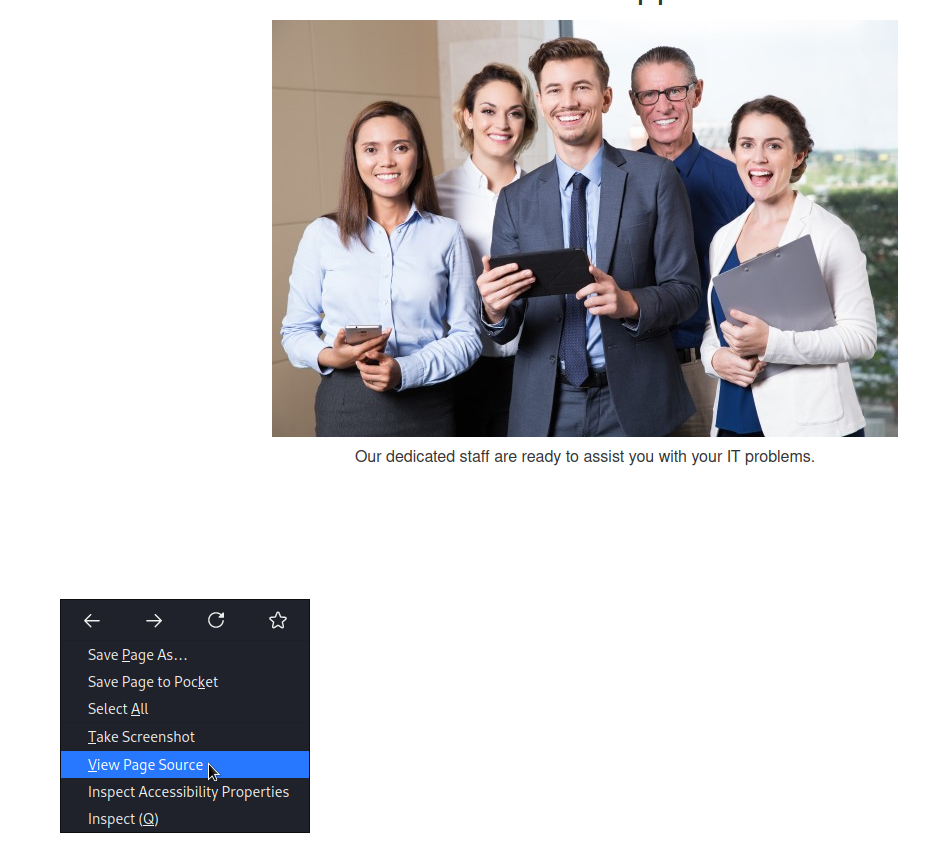 Our dedicated staff are ready to assist you with your IT problems.
Save Page As…
Save Page to Pocket
Select All
Take Screenshot
View Page Source
Inspect Accessibility Properties
Inspect (Q)